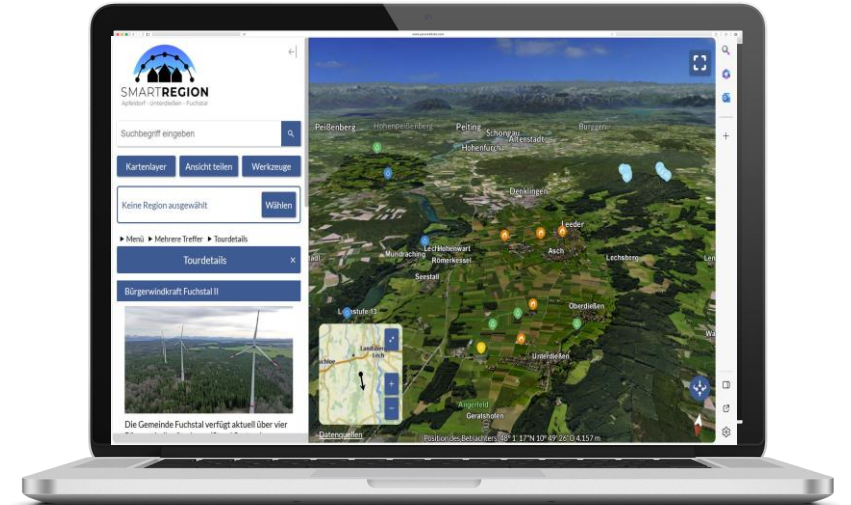 SMARTREGION
Apfeldorf · Unterdießen · Fuchstal
Suchbegriff eingeben
Kartenlayer
Ansicht teilen
Werkzeuge
Keine Region ausgewählt
Wählen
Menü
Mehrere Treffer
Tourdetails
Tourdetails
×
Bürgerwindkraft Fuchstal II
Die Gemeinde Fuchstal verfügt aktuell über vier
Peißenberg
Hohenpeißenberg
Peiting
Schongau
Altenstadt
Burggen
Hohenfurch
Denklingen
Leeder
Asch
Lechsberg
Mundraching
Römerkessel
Seestall
Oberdießen
Unterdießen
Angerfeld
Geratshofen
Landsberg
Lech
+
−
Datenquellen
Position des Betrachters: 48° 1' 17"N 10° 49' 26"O 4.157 m